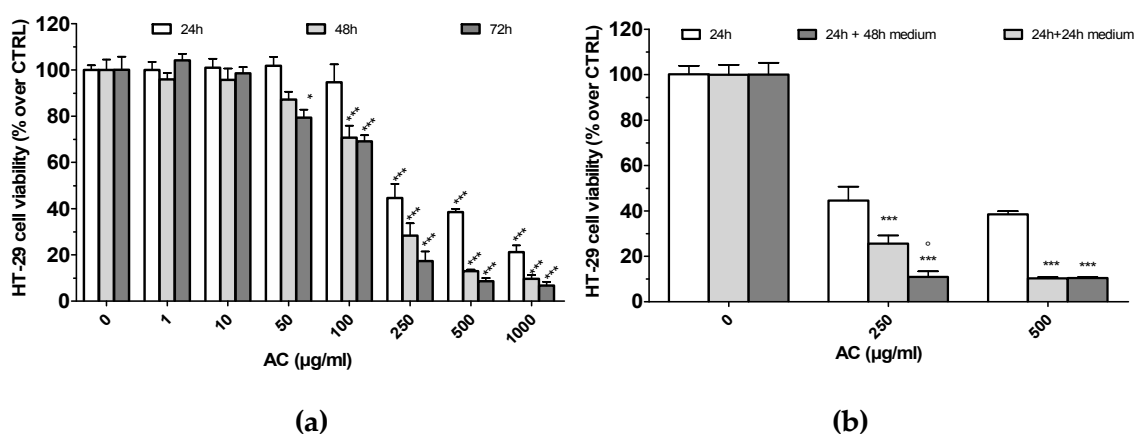 24h 48h 72h
HT-29 cell viability (% over CTRL)
120
100
80
60
40
20
0
*
*** ***
*** *** ***
*** *** ***
*** *** ***
0 1 10 50 100 250 500 1000
AC (µg/ml)
(a)
24h 24h + 48h medium 24h+24h medium
HT-29 cell viability (% over CTRL)
120
100
80
60
40
20
0
***
°
***
*** ***
0 250 500
AC (µg/ml)
(b)